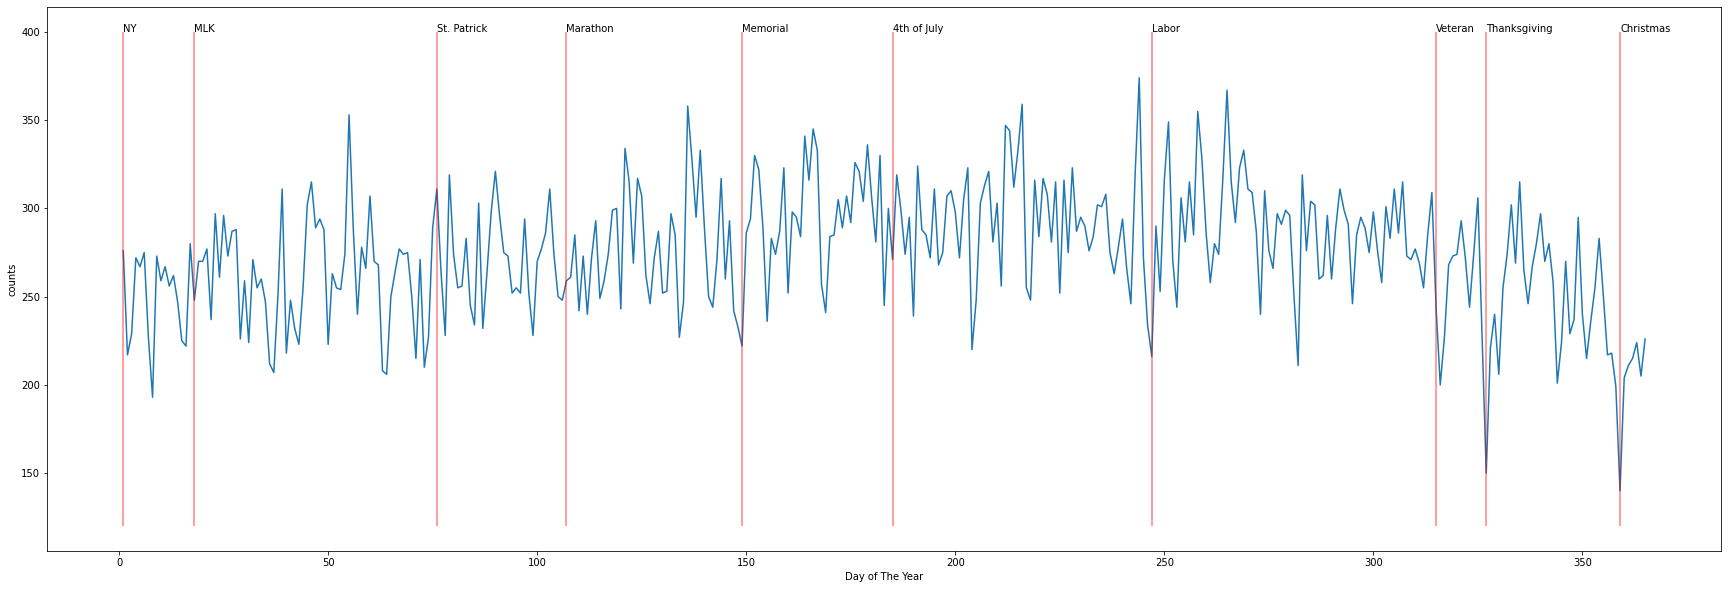 NY MLK St. Patrick Marathon Memorial 4th of July Labor Veteran Thanksgiving Christmas
400
350
300
250
200
150
counts
0 50 100 150 200 250 300 350
Day of The Year